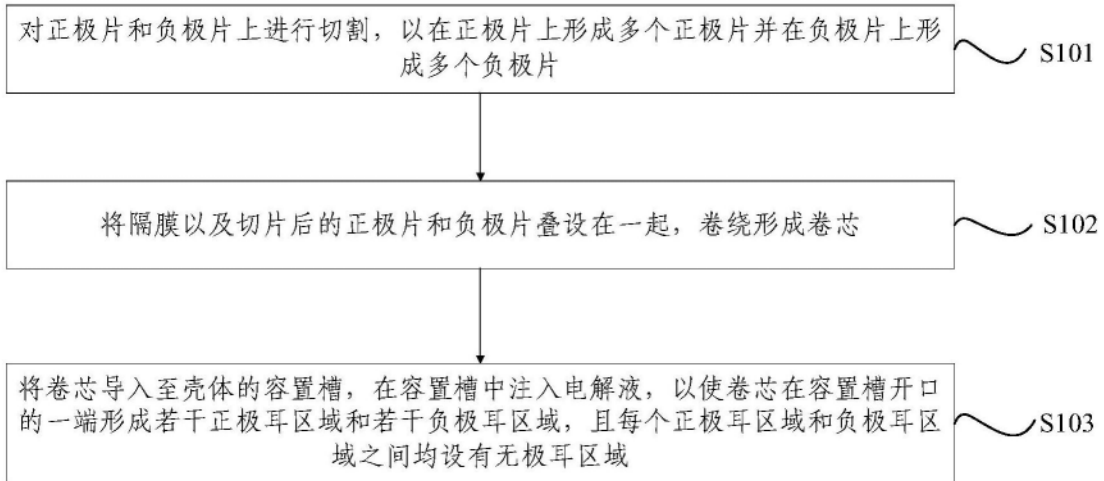 对正极片和负极片上进行切割，以在正极片上形成多个正极片并在负极片上形
成多个负极片
S101
将隔膜以及切片后的正极片和负极片叠设在一起，卷绕形成卷芯
S102
将卷芯导入至壳体的容置槽，在容置槽中注入电解液，以使卷芯在容置槽开口
的一端形成若干正极耳区域和若干负极耳区域，且每个正极耳区域和负极耳区
域之间均设有无极耳区域
S103